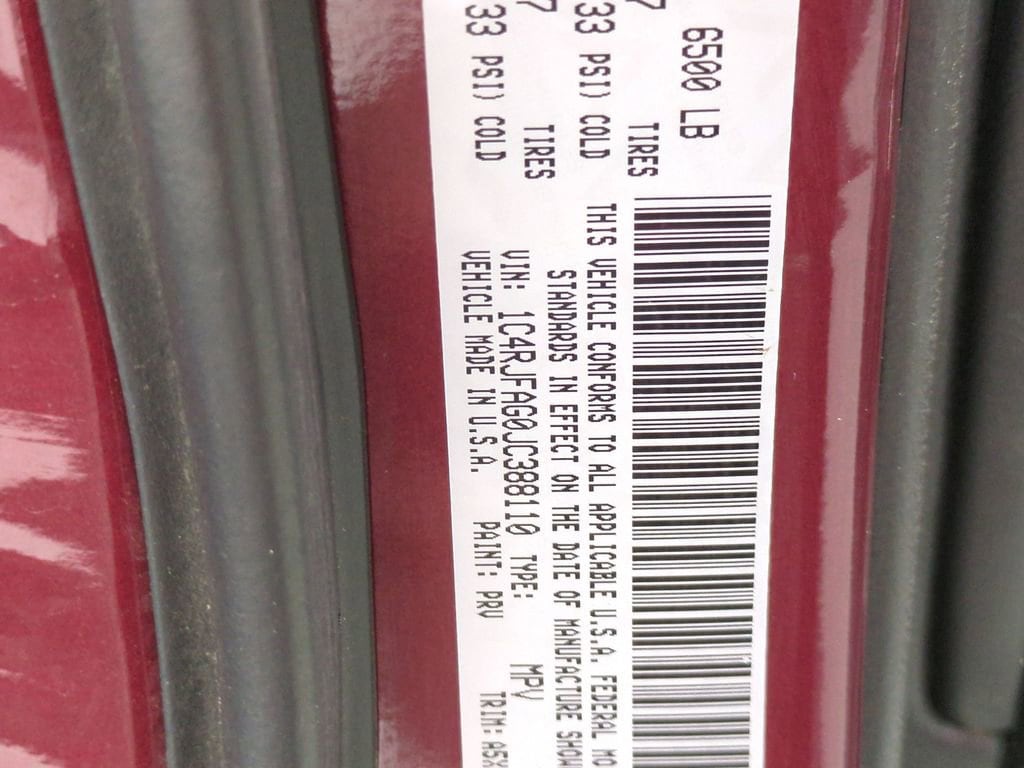 6500 LB
7 TIRES
33 PSI) COLD
7 TIRES
33 PSI) COLD
THIS VEHICLE CONFORMS TO ALL APPLICABLE U.S.A. FEDERAL MO
STANDARDS IN EFFECT ON THE DATE OF MANUFACTURE SHOW
VIN: 1C4RJFAG0JC388110 TYPE: MPV
VEHICLE MADE IN U.S.A. PAINT: PRV TRIM: A5X